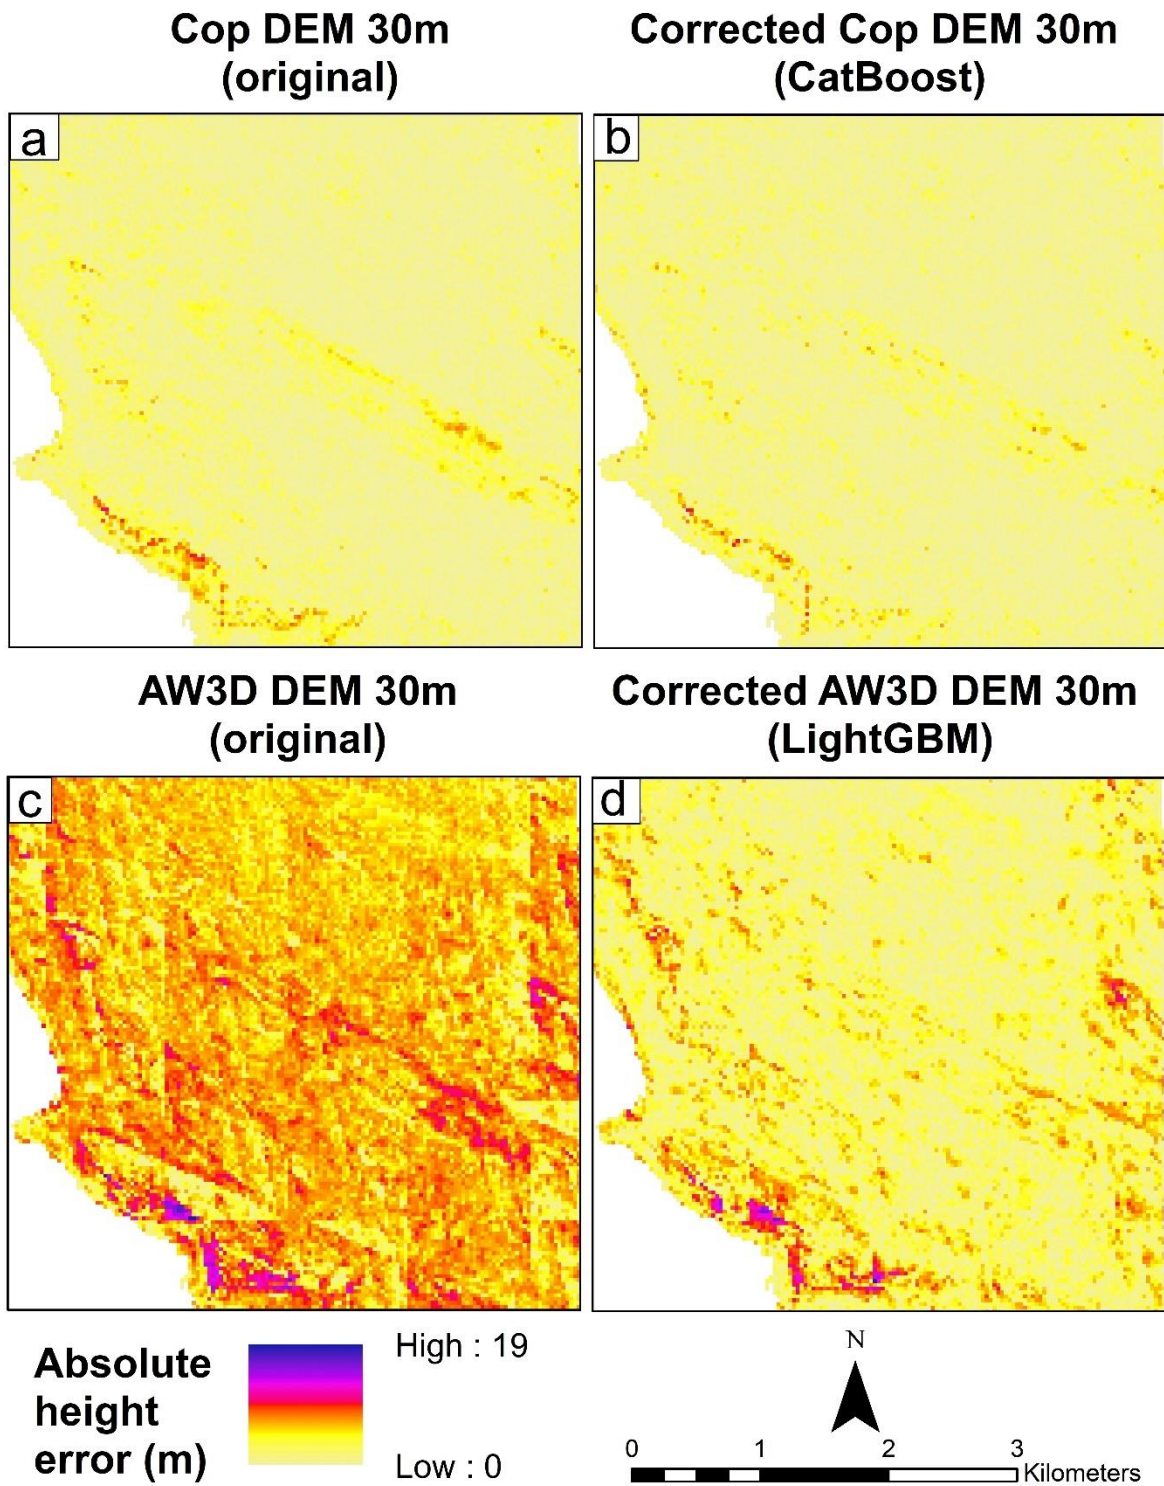 Cop DEM 30m
(original)
Corrected Cop DEM 30m
(CatBoost)
a
b
AW3D DEM 30m
(original)
Corrected AW3D DEM 30m
(LightGBM)
c
d
Absolute
height
error (m)
High : 19
Low : 0
N
0 1 2 3
Kilometers